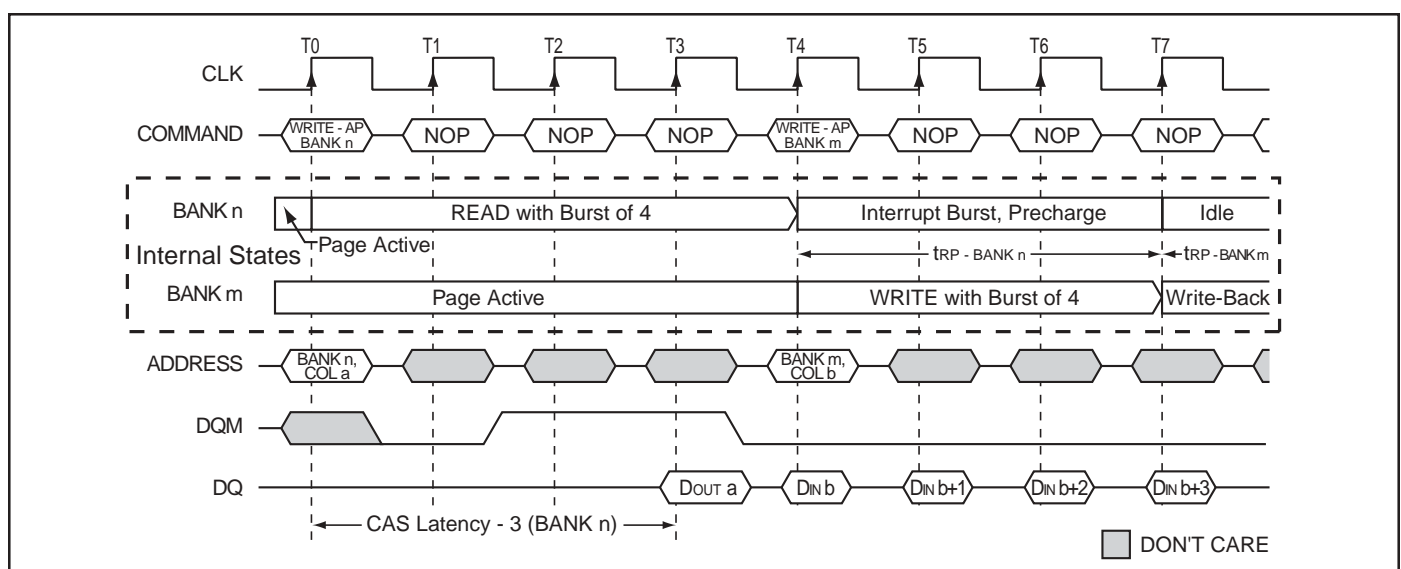 T0 T1 T2 T3 T4 T5 T6 T7
CLK
COMMAND WRITE - AP BANK n NOP NOP NOP WRITE - AP BANK m NOP NOP NOP
BANK n READ with Burst of 4 Interrupt Burst, Precharge Idle
Internal States Page Active tRP - BANK n tRP - BANK m
BANK m Page Active WRITE with Burst of 4 Write-Back
ADDRESS BANK n, COL a BANK m, COL b
DQM
DQ DOUT a DIN b DIN b+1 DIN b+2 DIN b+3
CAS Latency - 3 (BANK n)
DON'T CARE